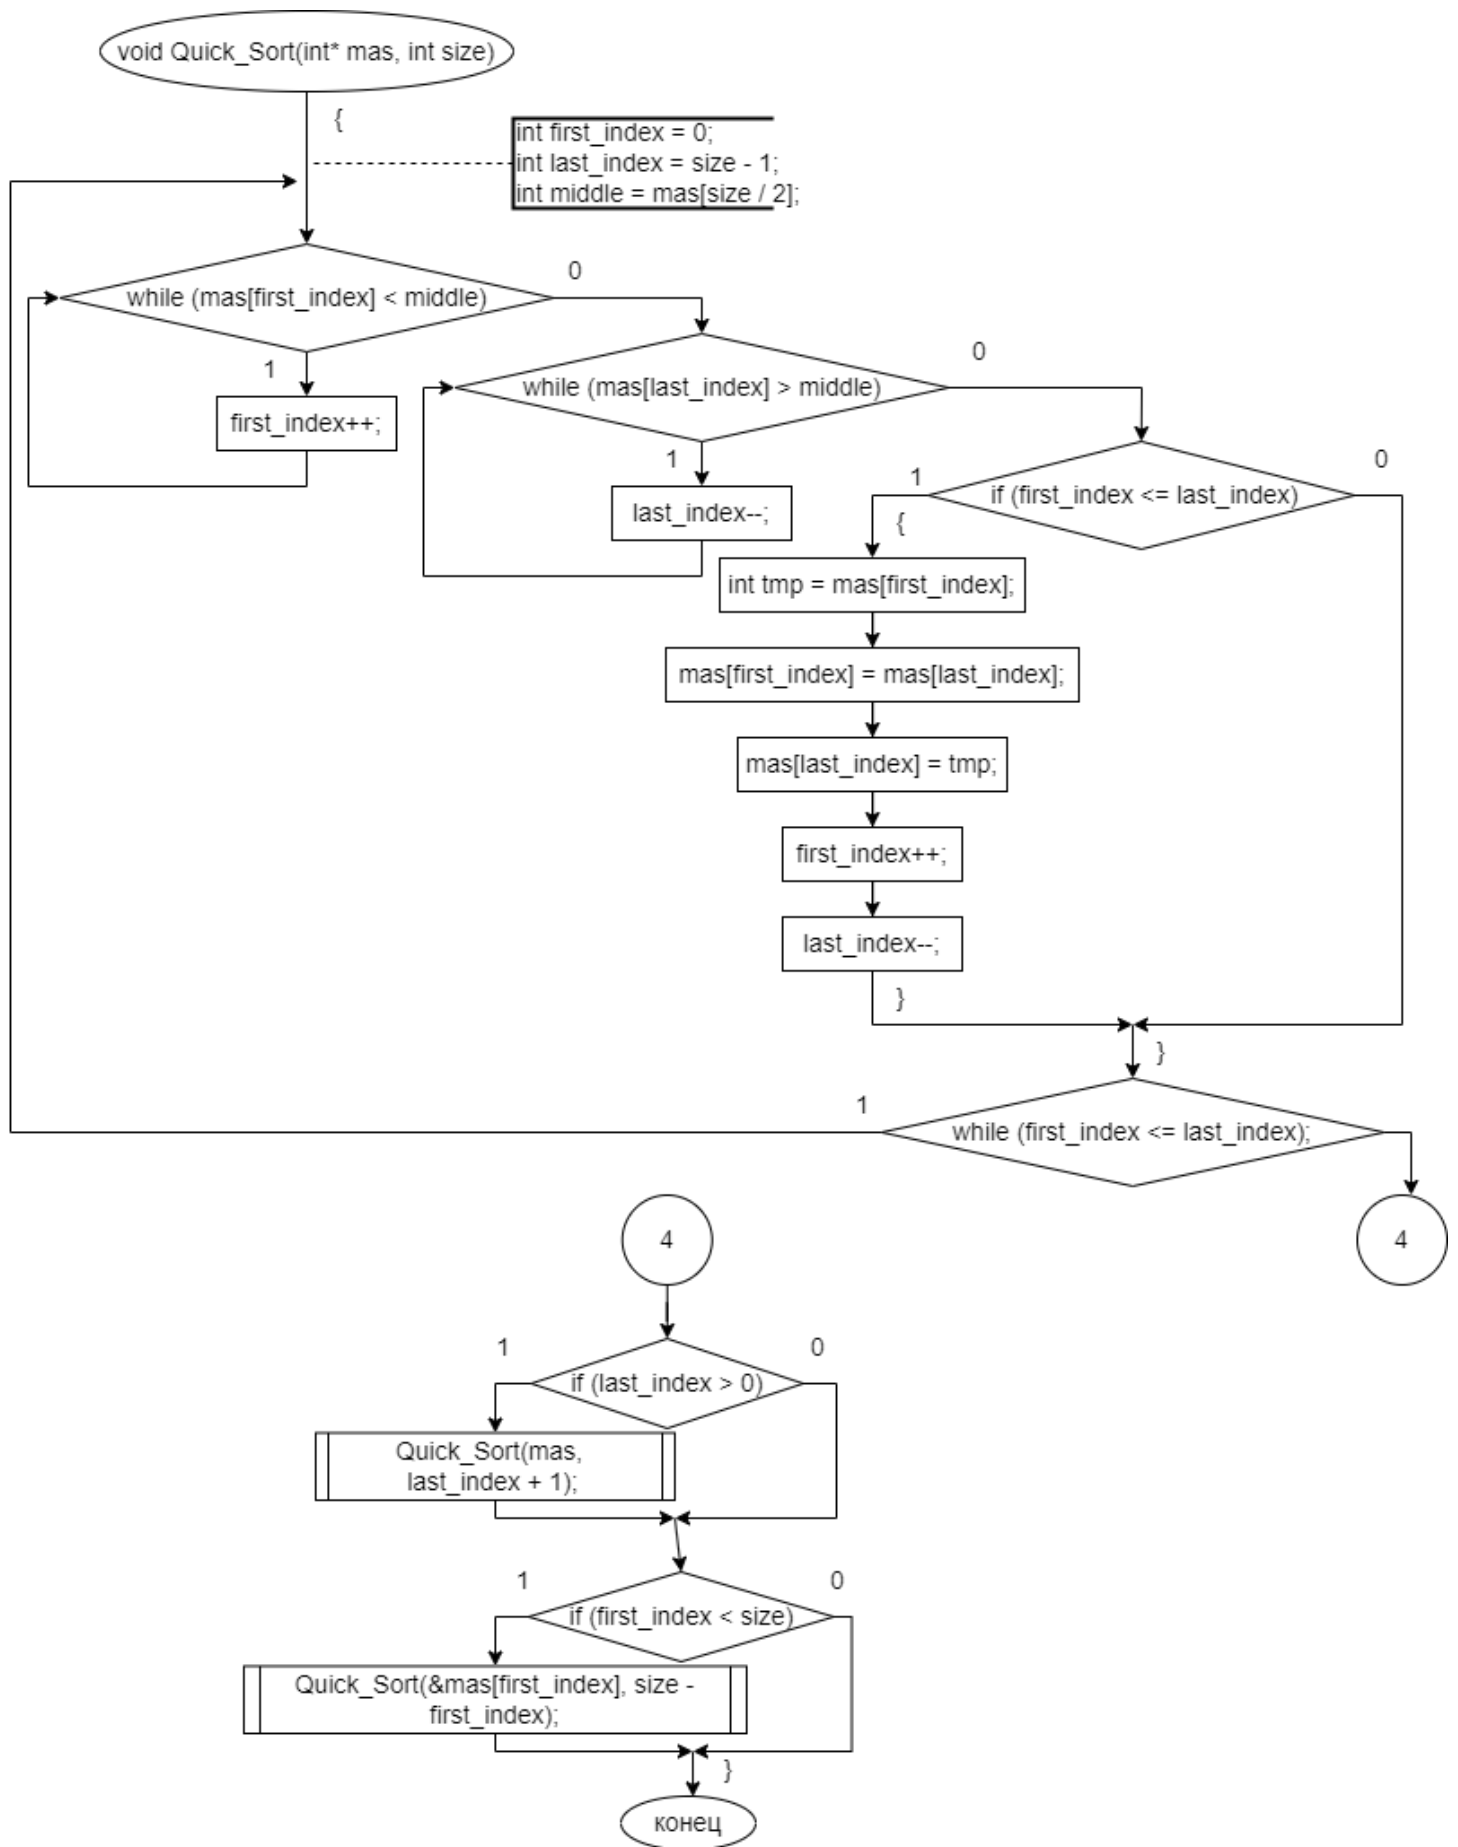 void Quick_Sort(int* mas, int size)
{
int first_index = 0;
int last_index = size - 1;
int middle = mas[size / 2];
0
while (mas[first_index] < middle)
1
first_index++;
0
while (mas[last_index] > middle)
1
last_index--;
1
0
if (first_index <= last_index)
{
int tmp = mas[first_index];
mas[first_index] = mas[last_index];
mas[last_index] = tmp;
first_index++;
last_index--;
}
}
1
while (first_index <= last_index);
4
4
1
0
if (last_index > 0)
Quick_Sort(mas,
last_index + 1);
1
0
if (first_index < size)
Quick_Sort(&mas[first_index], size -
first_index);
}
конец